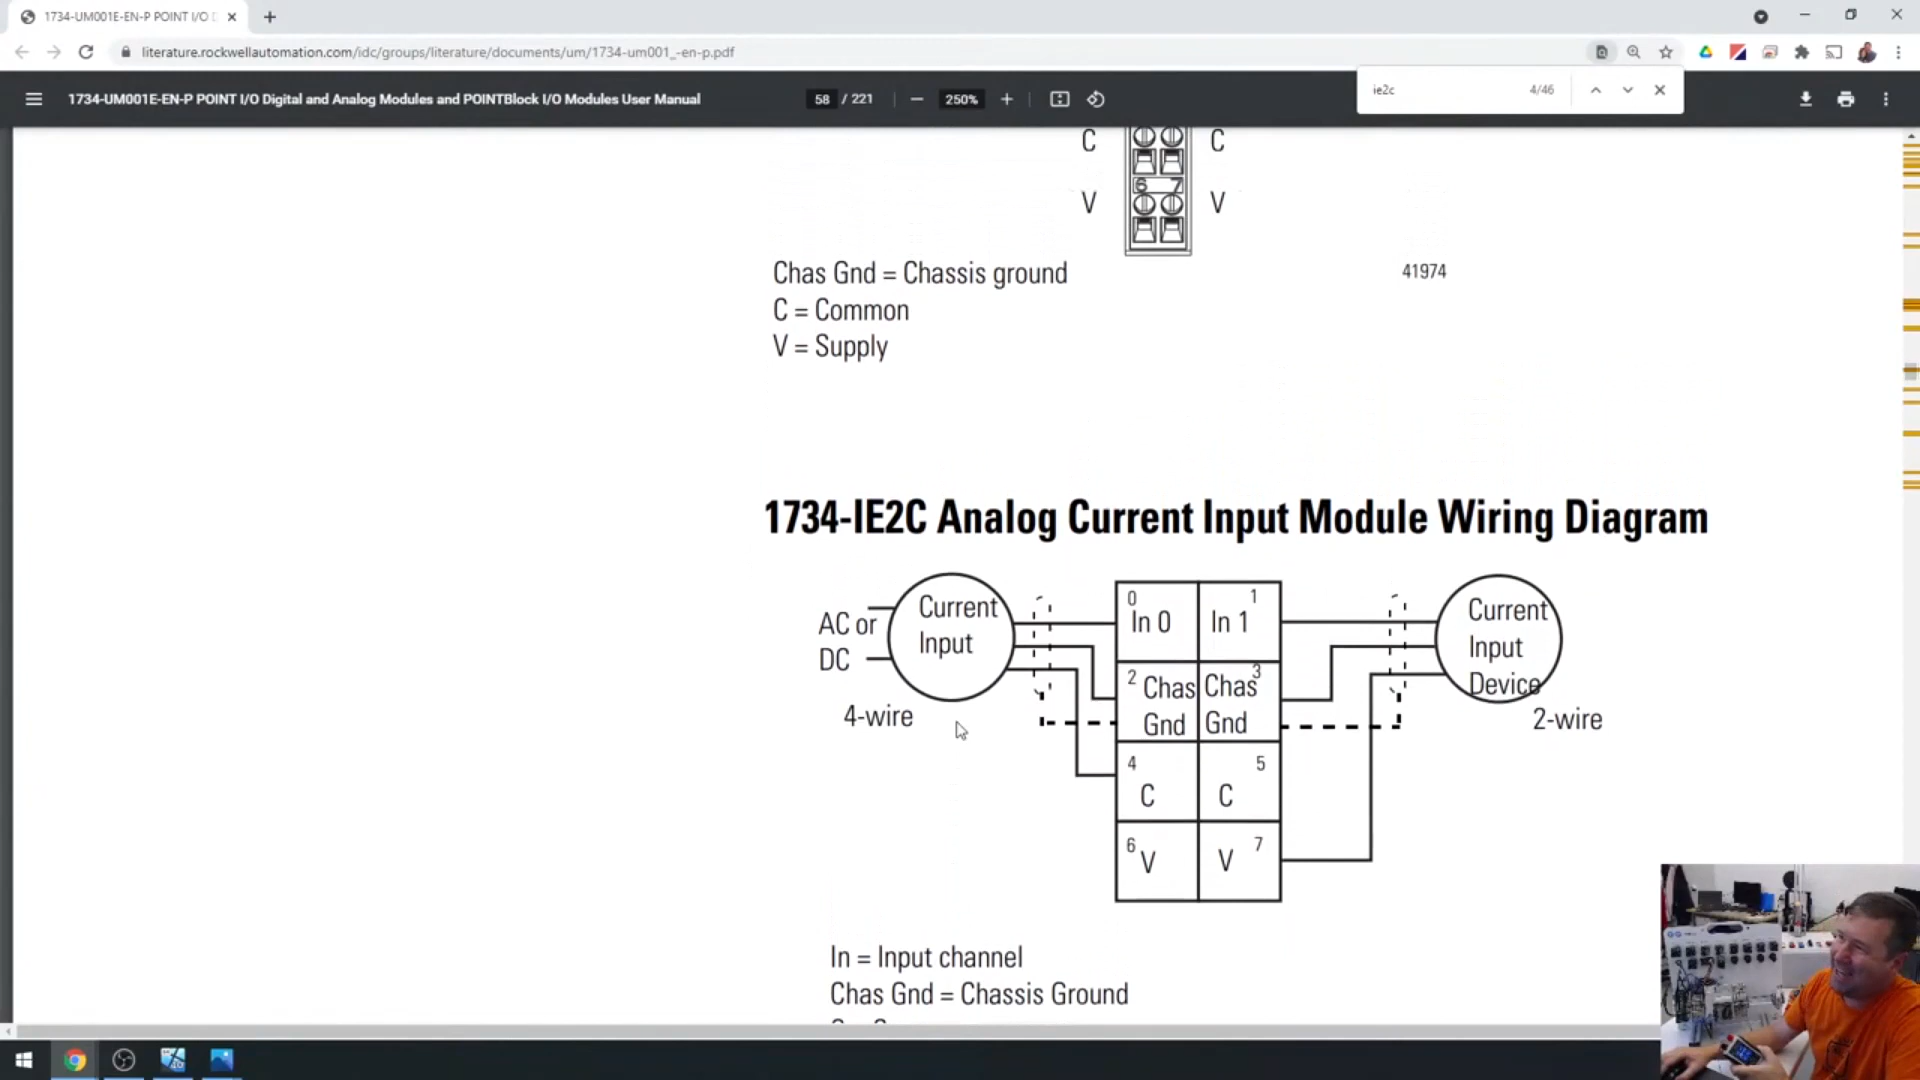 1734-UM001E-EN-P POINT I/O D
literature.rockwellautomation.com/idc/groups/literature/documents/um/1734-um001_-en-p.pdf
1734-UM001E-EN-P POINT I/O Digital and Analog Modules and POINTBlock I/O Modules User Manual
58 / 221
250%
ie2c
4/46
C C
6 7
V V
Chas Gnd = Chassis ground
41974
C = Common
V = Supply
1734-IE2C Analog Current Input Module Wiring Diagram
AC or
DC
Current
Input
4-wire
0
In 0
1
In 1
2 Chas
Gnd
3
Chas
Gnd
4
C
5
C
6
V
7
V
Current
Input
Device
2-wire
In = Input channel
Chas Gnd = Chassis Ground